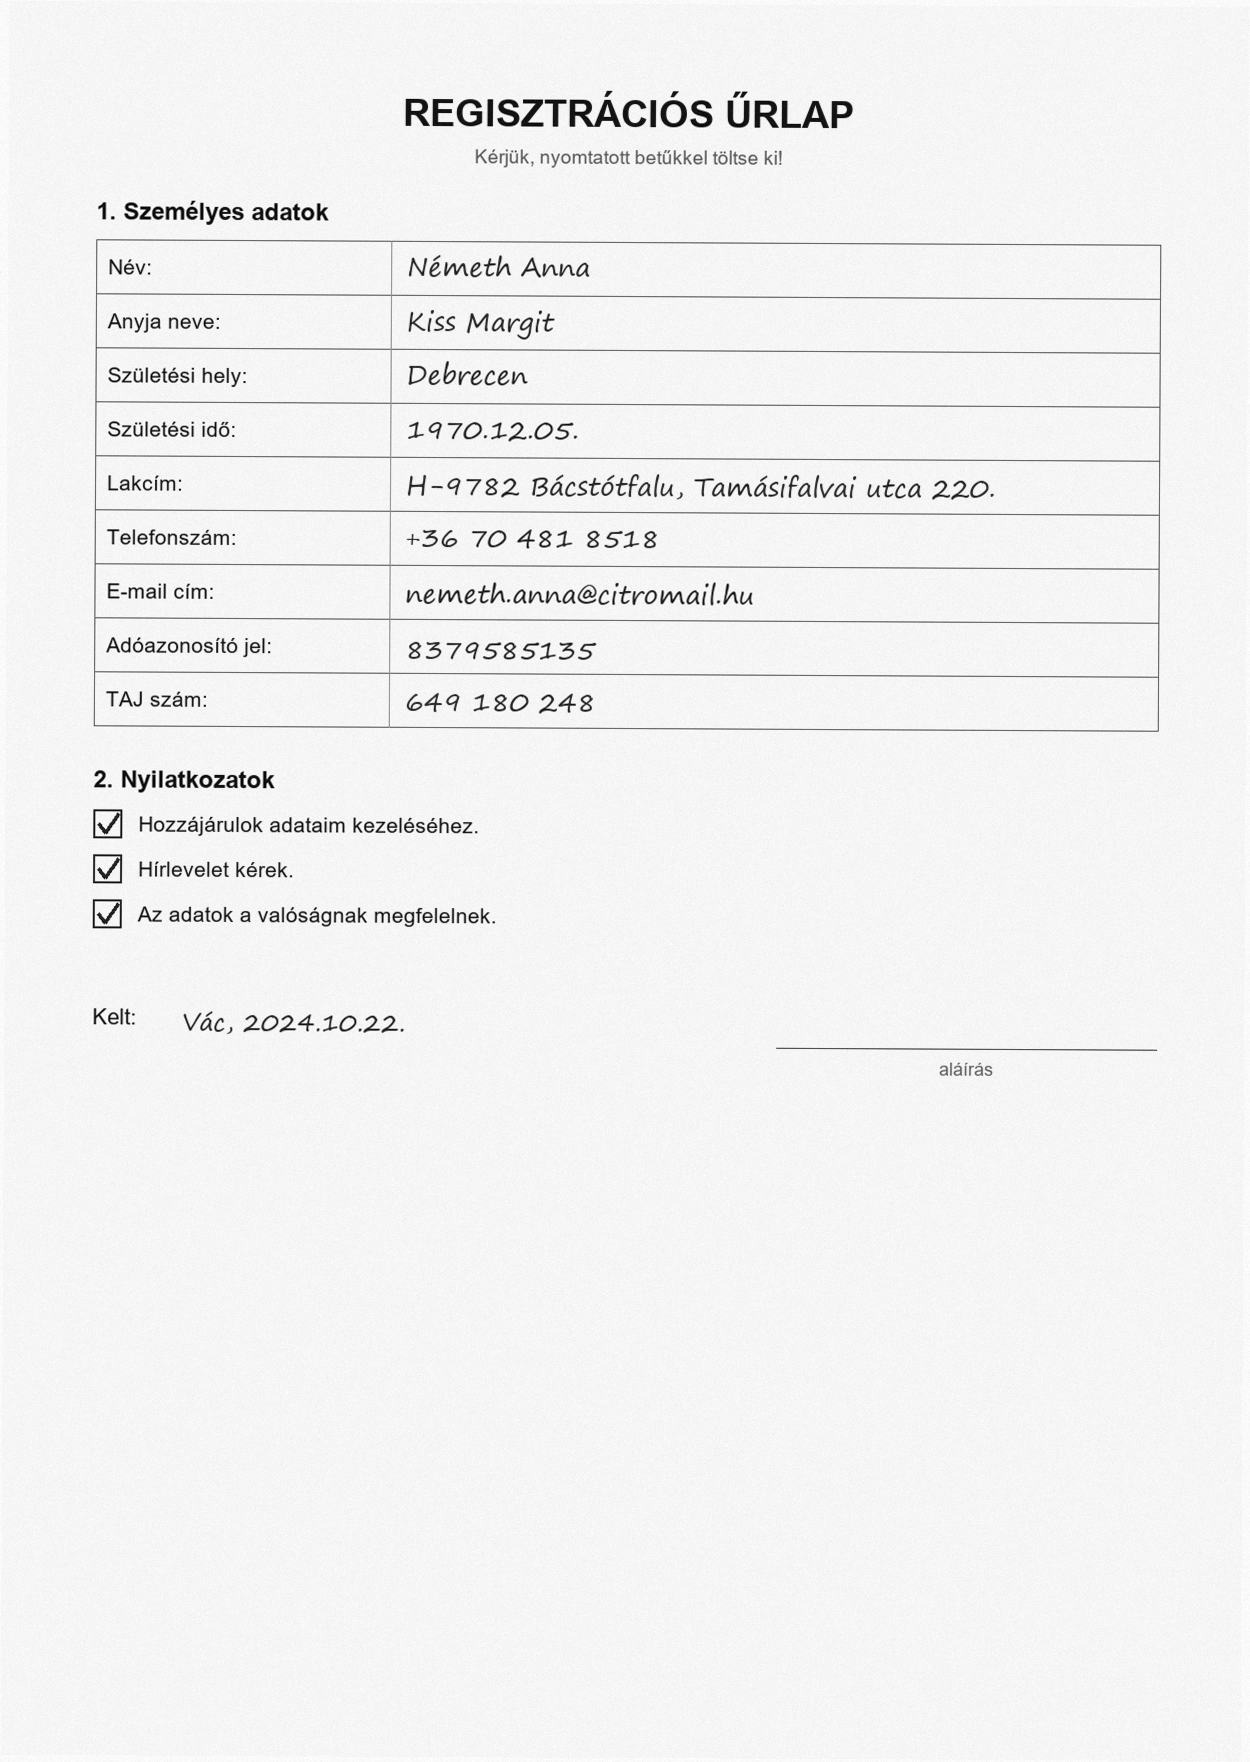 REGISZTRÁCIÓS ŰRLAP
Kérjük, nyomtatott betűkkel töltse ki!
1. Személyes adatok
Név: Németh Anna
Anyja neve: Kiss Margit
Születési hely: Debrecen
Születési idő: 1970.12.05.
Lakcím: H-9782 Bácstótfalu, Tamásifalvai utca 220.
Telefonszám: +36 70 481 8518
E-mail cím: nemeth.anna@citromail.hu
Adóazonosító jel: 8379585135
TAJ szám: 649 180 248
2. Nyilatkozatok
Hozzájárulok adataim kezeléséhez.
Hírlevelet kérek.
Az adatok a valóságnak megfelelnek.
Kelt: Vác, 2024.10.22.
aláírás